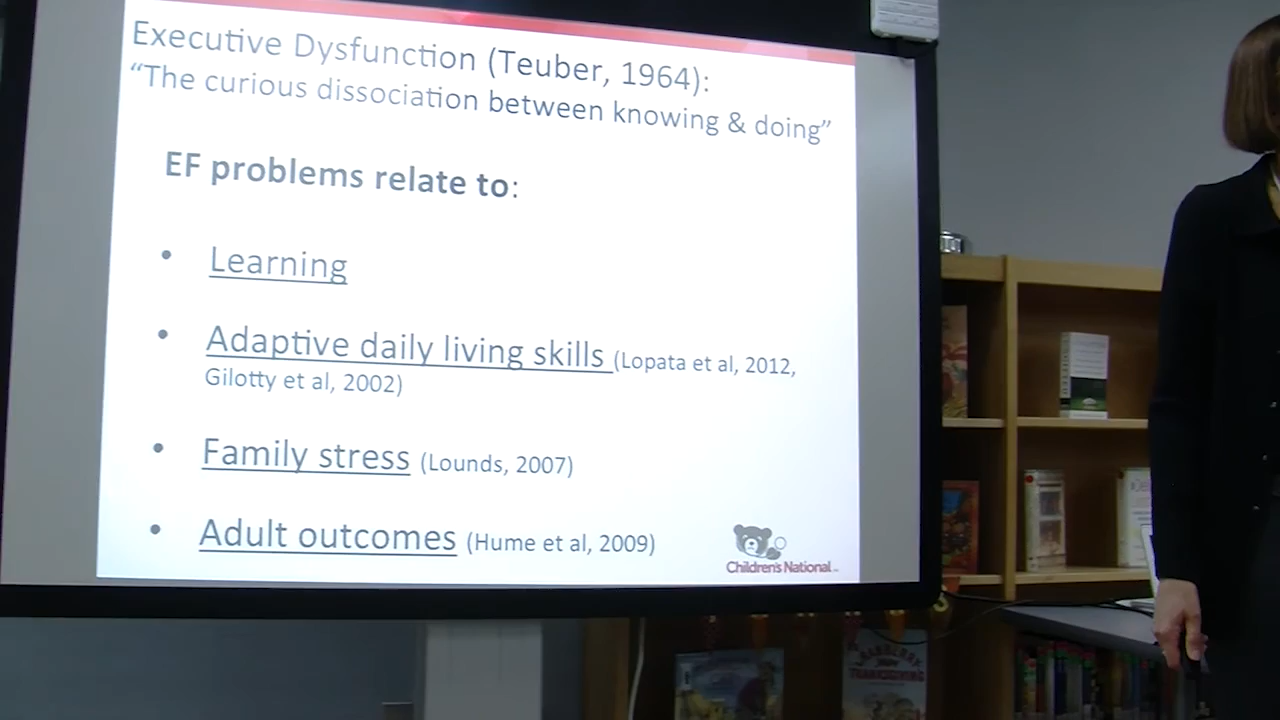 Executive Dysfunction (Teuber, 1964):
“The curious dissociation between knowing & doing”
EF problems relate to:
• Learning
• Adaptive daily living skills (Lopata et al, 2012,
Gilotty et al, 2002)
• Family stress (Lounds, 2007)
• Adult outcomes (Hume et al, 2009)
Children's National
CRANBERRY
THANKSGIVING